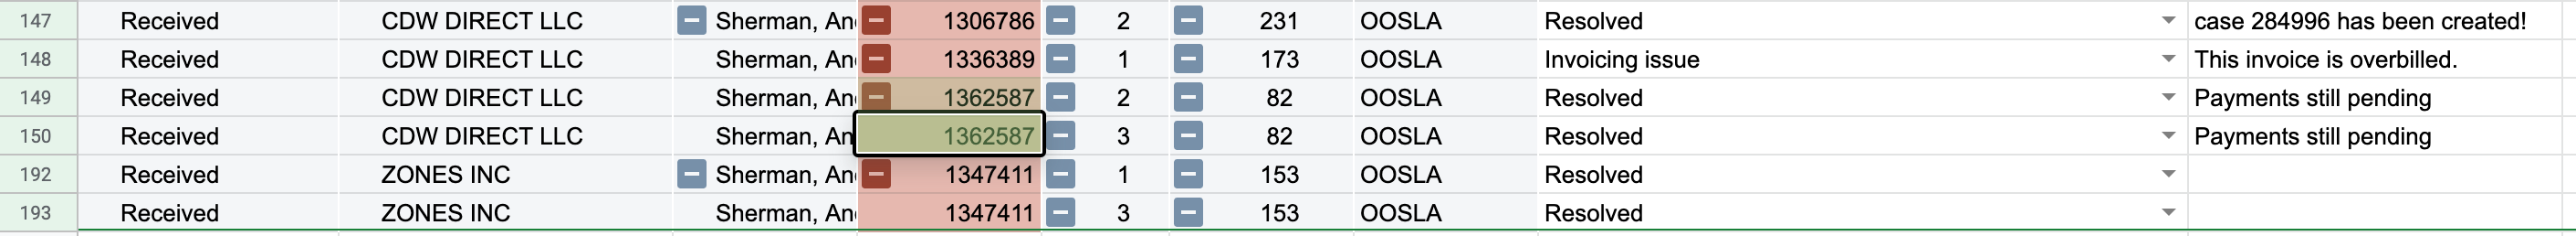 147 Received CDW DIRECT LLC Sherman, An 1306786 2 231 OOSLA Resolved case 284996 has been created!
148 Received CDW DIRECT LLC Sherman, An 1336389 1 173 OOSLA Invoicing issue This invoice is overbilled.
149 Received CDW DIRECT LLC Sherman, An 1362587 2 82 OOSLA Resolved Payments still pending
150 Received CDW DIRECT LLC Sherman, An 1362587 3 82 OOSLA Resolved Payments still pending
192 Received ZONES INC Sherman, An 1347411 1 153 OOSLA Resolved
193 Received ZONES INC Sherman, An 1347411 3 153 OOSLA Resolved